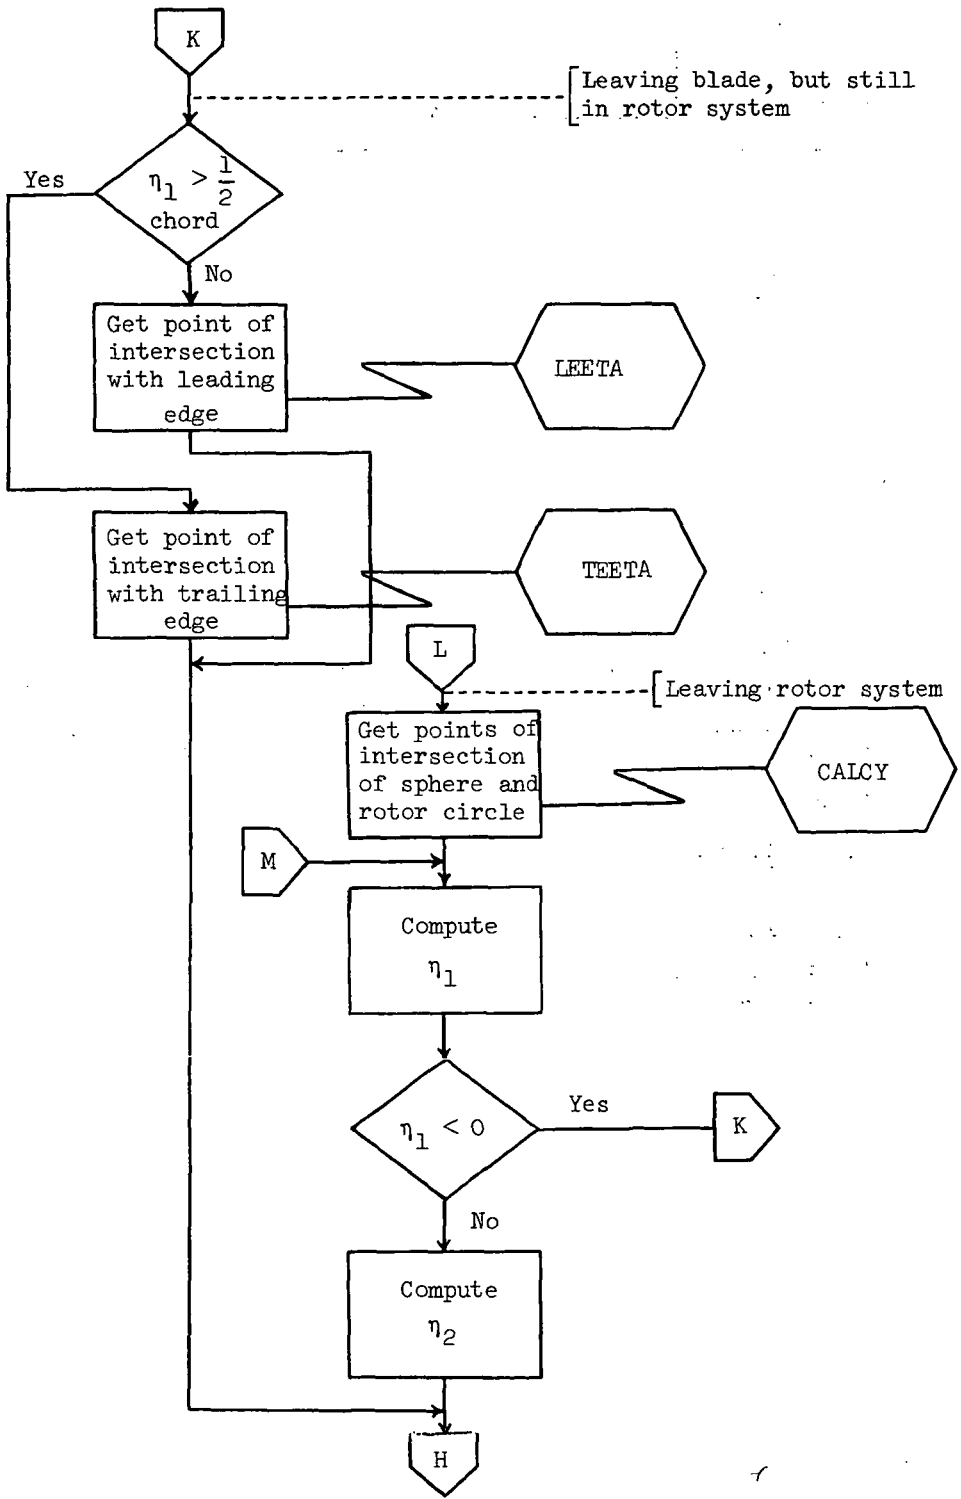 K
Leaving blade, but still
in rotor system
Yes
η1 > 1/2
chord
No
Get point of
intersection
with leading
edge
LEETA
Get point of
intersection
with trailing
edge
TEETA
L
Leaving rotor system
Get points of
intersection
of sphere and
rotor circle
CALCY
M
Compute
η1
η1 < 0
Yes
K
No
Compute
η2
H